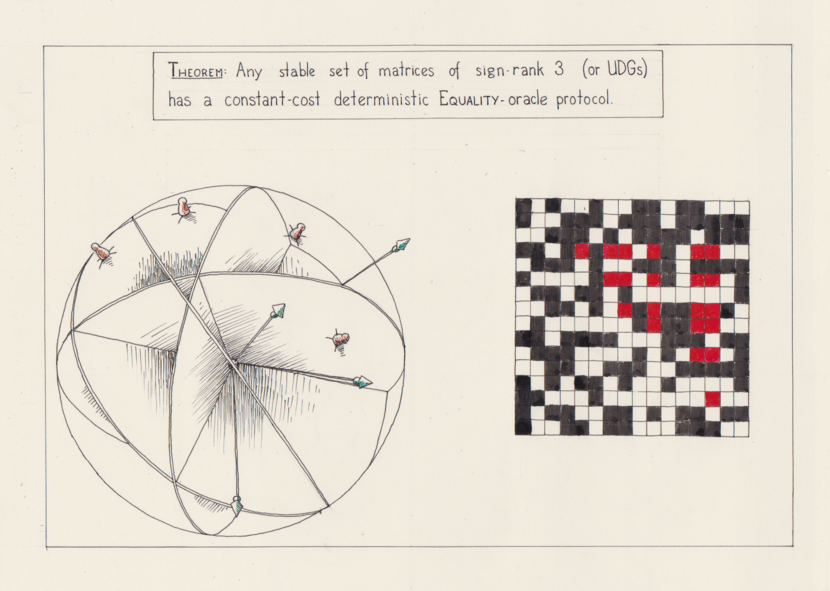 THEOREM: Any stable set of matrices of sign-rank 3 (or UDGs)
has a constant-cost deterministic EQUALITY-oracle protocol.